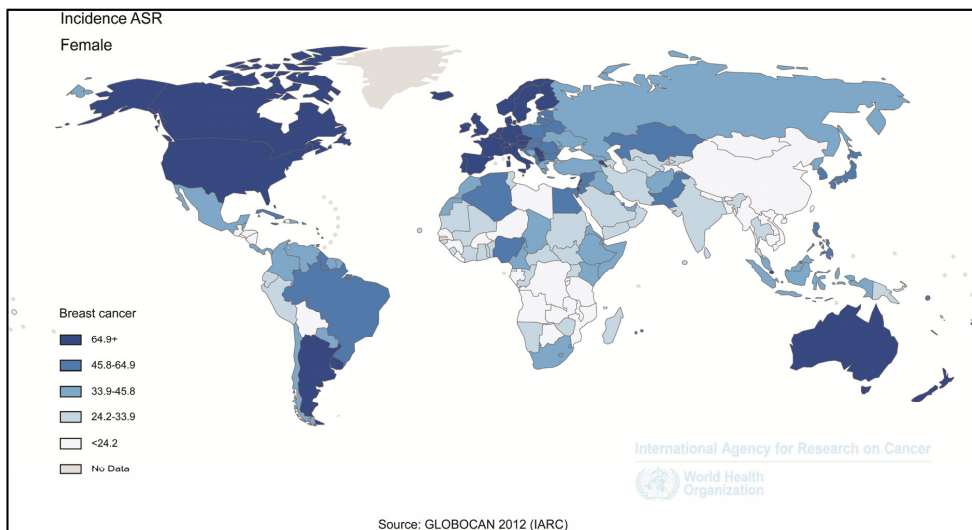 Incidence ASR
Female
Breast cancer
64.9+
45.8-64.9
33.9-45.8
24.2-33.9
<24.2
No Data
International Agency for Research on Cancer
World Health
Organization
Source: GLOBOCAN 2012 (IARC)